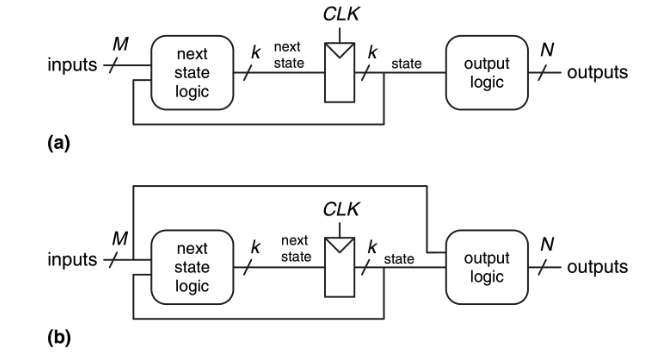 CLK
M
inputs
next
state
logic
k
next
state
k
state
output
logic
N
outputs
(a)
CLK
M
inputs
next
state
logic
k
next
state
k
state
output
logic
N
outputs
(b)